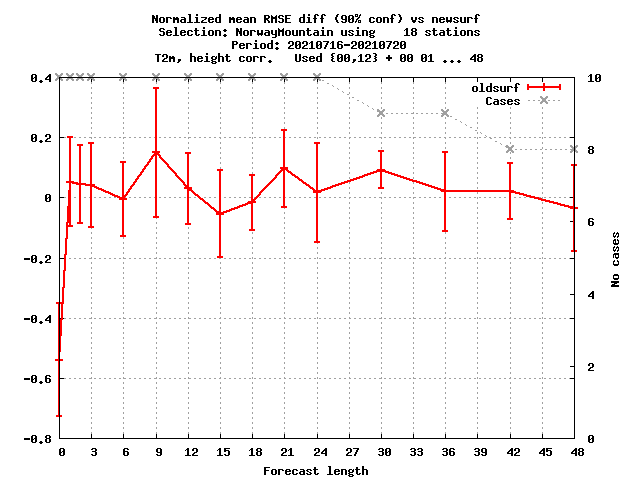 Normalized mean RMSE diff (90% conf) vs newsurf
Selection: NorwayMountain using    18 stations
Period: 20210716-20210720
T2m, height corr.   Used {00,12} + 00 01 ... 48
oldsurf
Cases
0.4
0.2
0
-0.2
-0.4
-0.6
-0.8
10
8
6
4
2
0
No cases
0 3 6 9 12 15 18 21 24 27 30 33 36 39 42 45 48
Forecast length